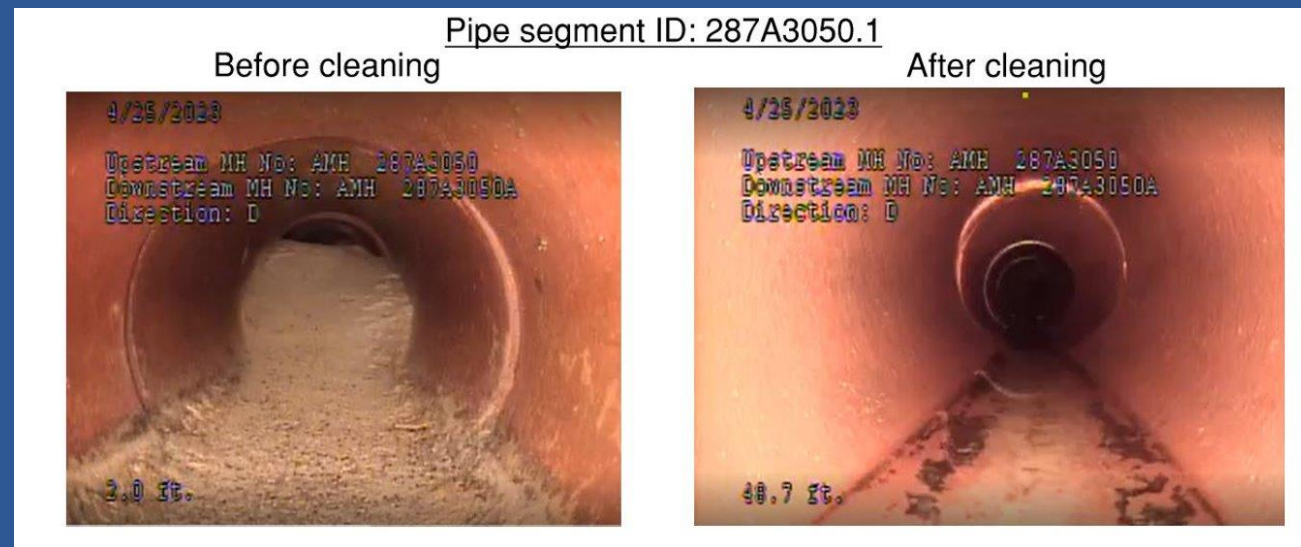 Pipe segment ID: 287A3050.1
Before cleaning
After cleaning
4/25/2023
Upstream MH No: AMH 287A3050
Downstream MH No: AMH 287A3050A
Direction: D
2.0 ft.
4/25/2023
Upstream MH No: AMH 287A3050
Downstream MH No: AMH 287A3050A
Direction: D
48.7 ft.